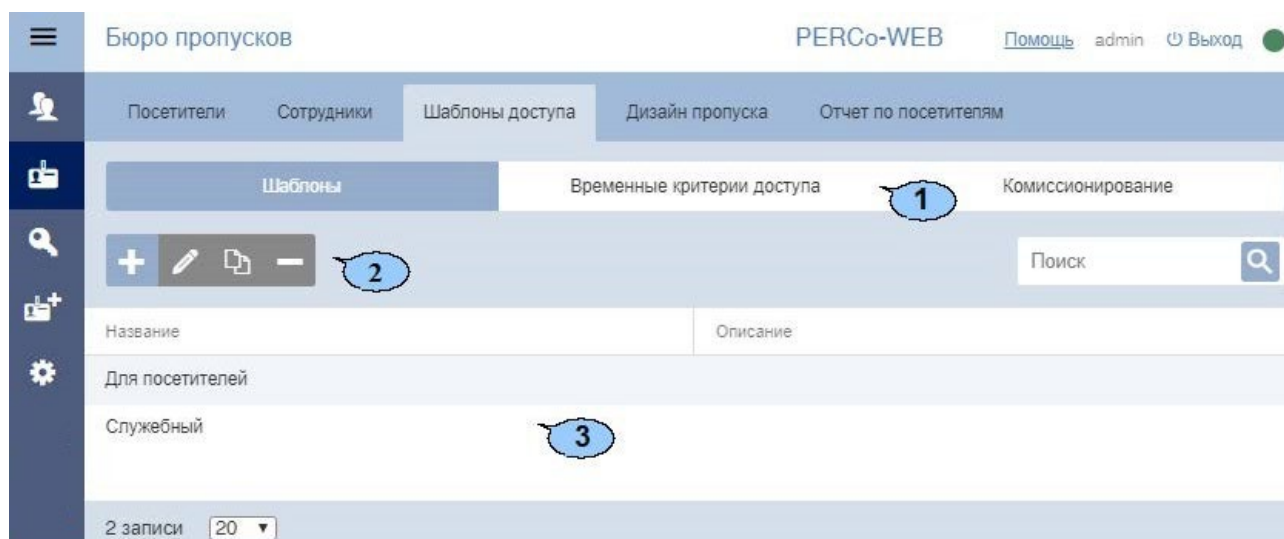 Бюро пропусков PERCo-WEB Помощь admin Выход
Посетители Сотрудники Шаблоны доступа Дизайн пропуска Отчет по посетителям
Шаблоны Временные критерии доступа 1 Комиссионирование
2 Поиск
Название Описание
Для посетителей
Служебный 3
2 записи 20